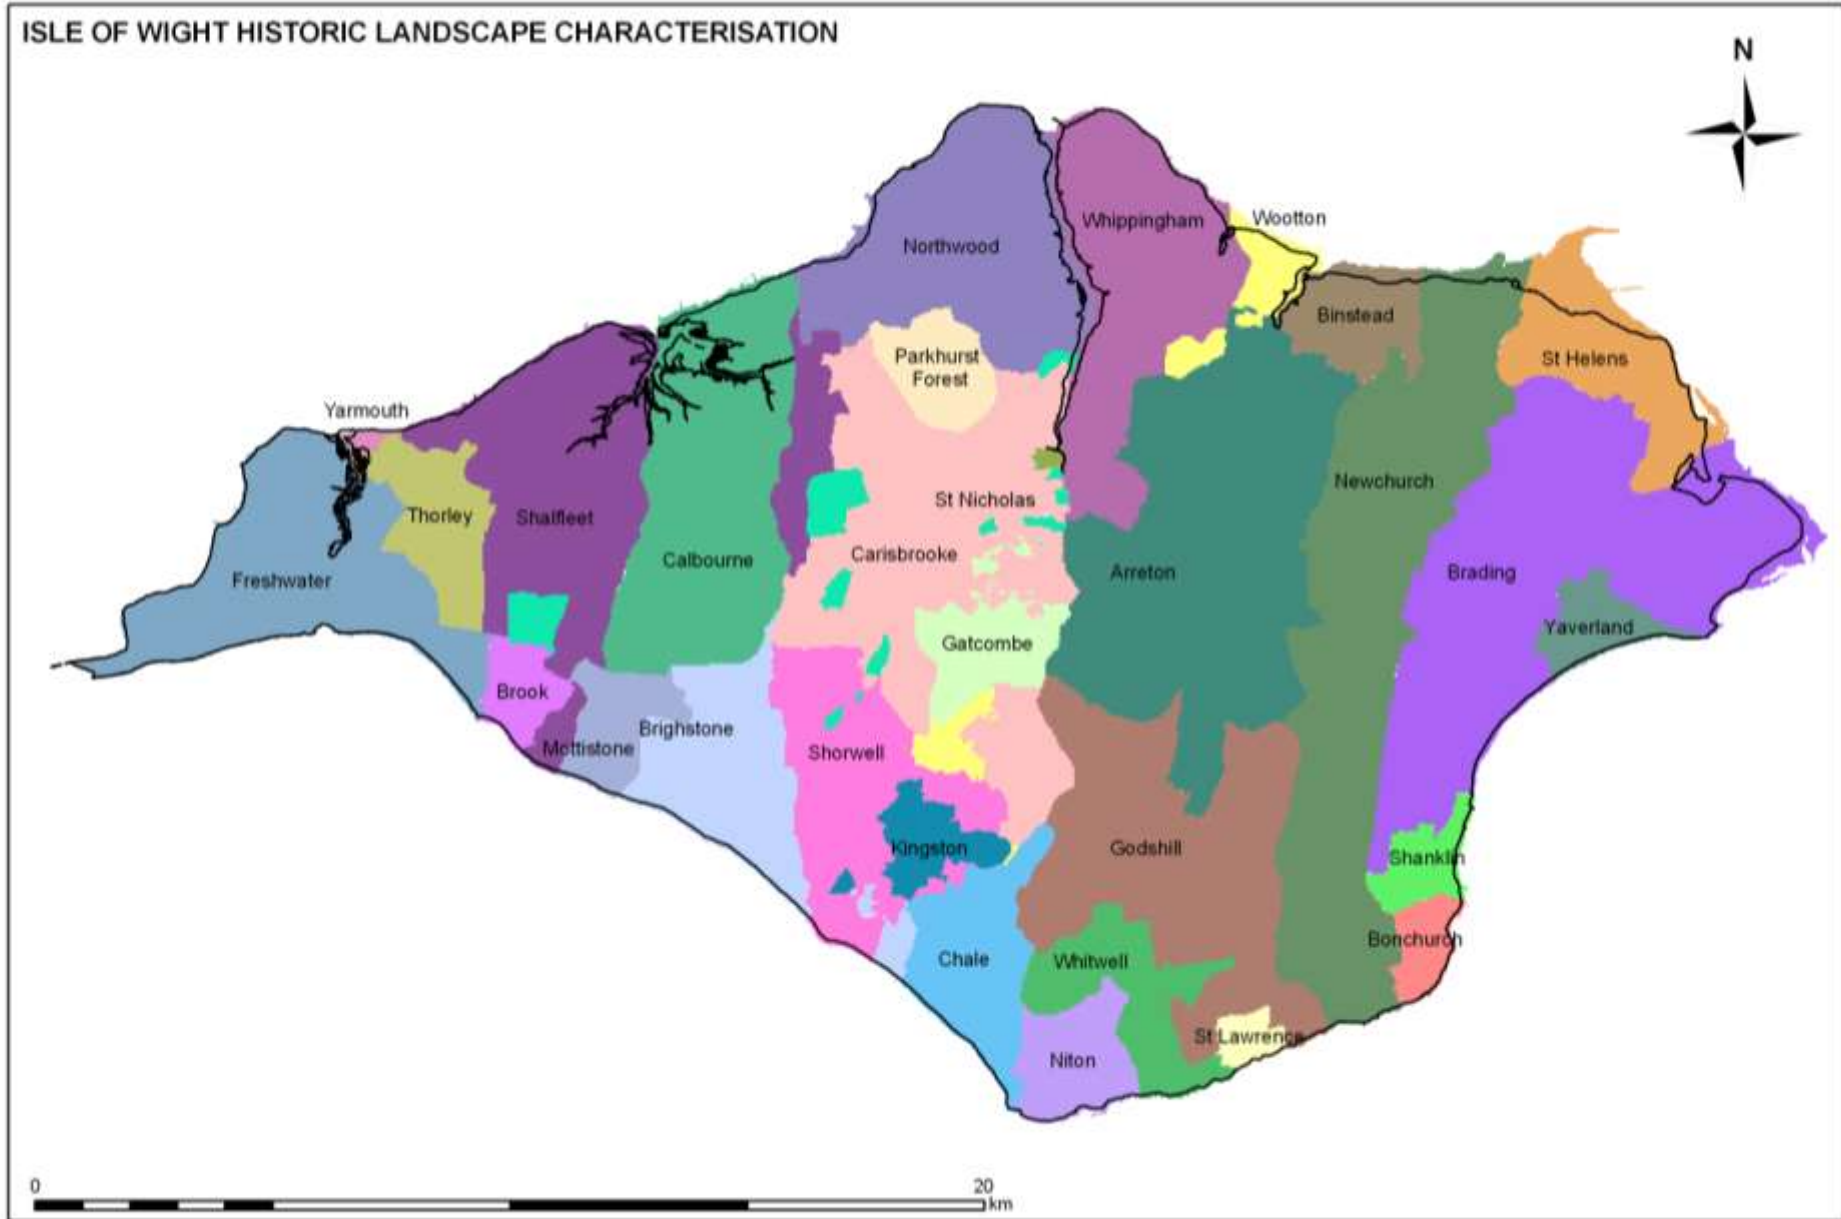 ISLE OF WIGHT HISTORIC LANDSCAPE CHARACTERISATION
N
Whippingham
Wootton
Northwood
Binstead
Parkhurst
Forest
St Helens
Yarmouth
Newchurch
St Nicholas
Thorley
Shalfleet
Carisbrooke
Calbourne
Arreton
Brading
Freshwater
Yaverland
Gatcombe
Brook
Brighstone
Mottistone
Shorwell
Kingston
Godshill
Shanklin
Bonchurch
Chale
Whitwell
St Lawrence
Niton
0
20
km